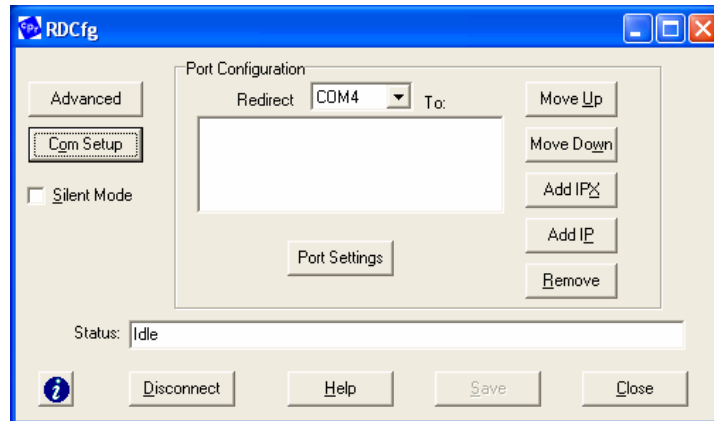 cpr RDCfg
Port Configuration
Advanced
Redirect COM4 To:
Move Up
Com Setup
Move Down
Silent Mode
Add IPX
Add IP
Port Settings
Remove
Status: Idle
i Disconnect Help Save Close